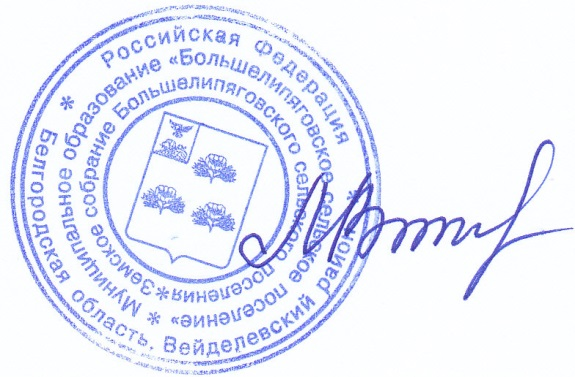 Российская Федерация * Белгородская область, Вейделевский район *
Муниципальное образование «Большелипяговское сельское поселение» *
Земское собрание Большелипяговского сельского поселения *